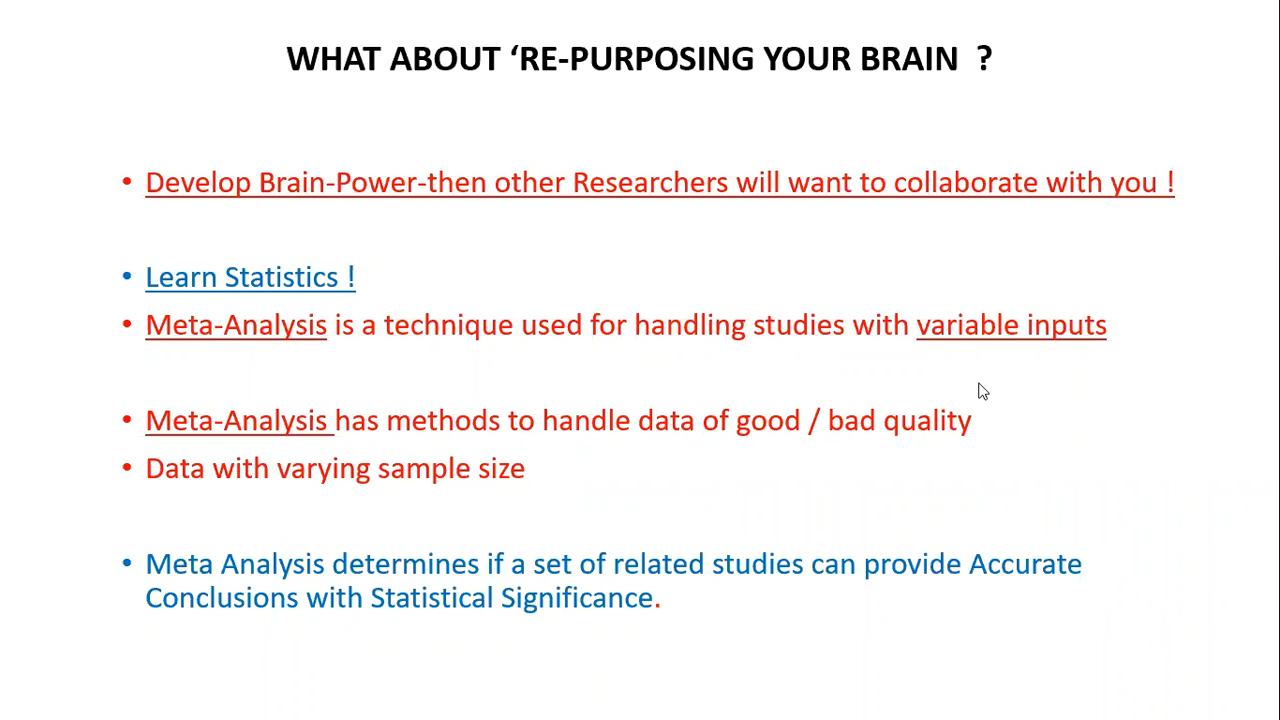 WHAT ABOUT ‘RE-PURPOSING YOUR BRAIN  ?
• Develop Brain-Power-then other Researchers will want to collaborate with you !
• Learn Statistics !
• Meta-Analysis is a technique used for handling studies with variable inputs
• Meta-Analysis has methods to handle data of good / bad quality
• Data with varying sample size
• Meta Analysis determines if a set of related studies can provide Accurate
Conclusions with Statistical Significance.